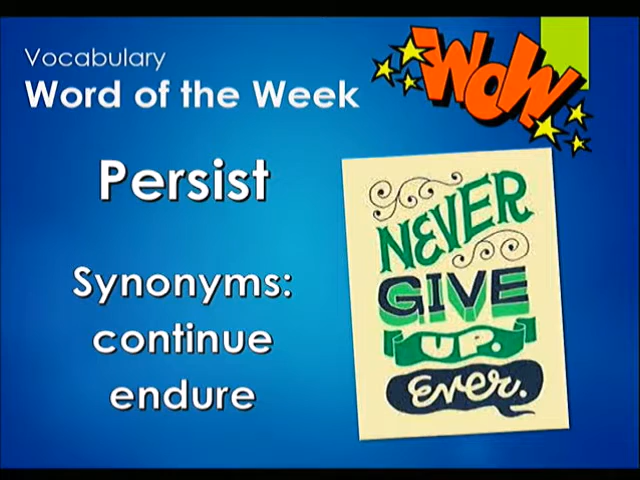 Vocabulary
Word of the Week
WOW
Persist
Synonyms:
continue
endure
NEVER
GIVE
UP.
Ever.